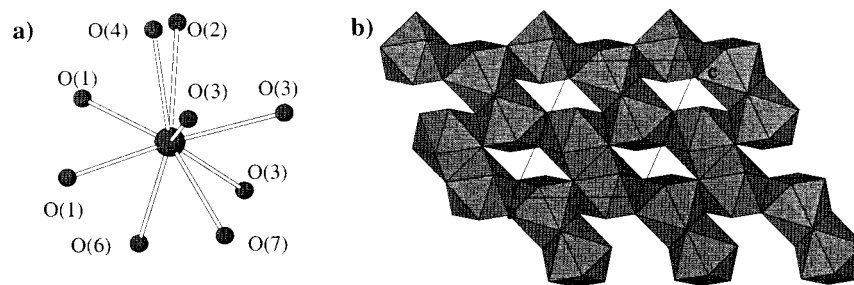 a)
b)
O(4)
O(2)
O(1)
O(3)
O(3)
c
O(3)
O(1)
O(6)
O(7)